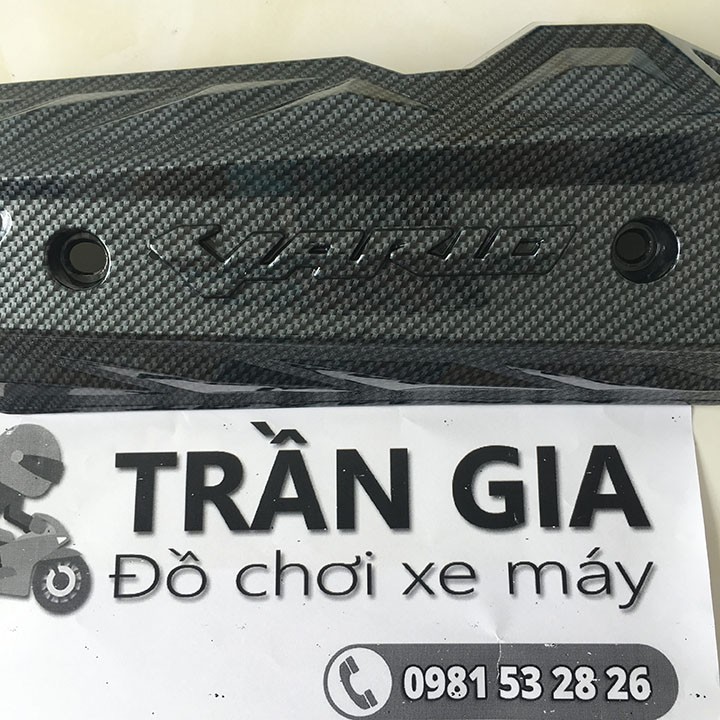 VARIO
TRẦN GIA
Đồ chơi xe máy
0981 53 28 26